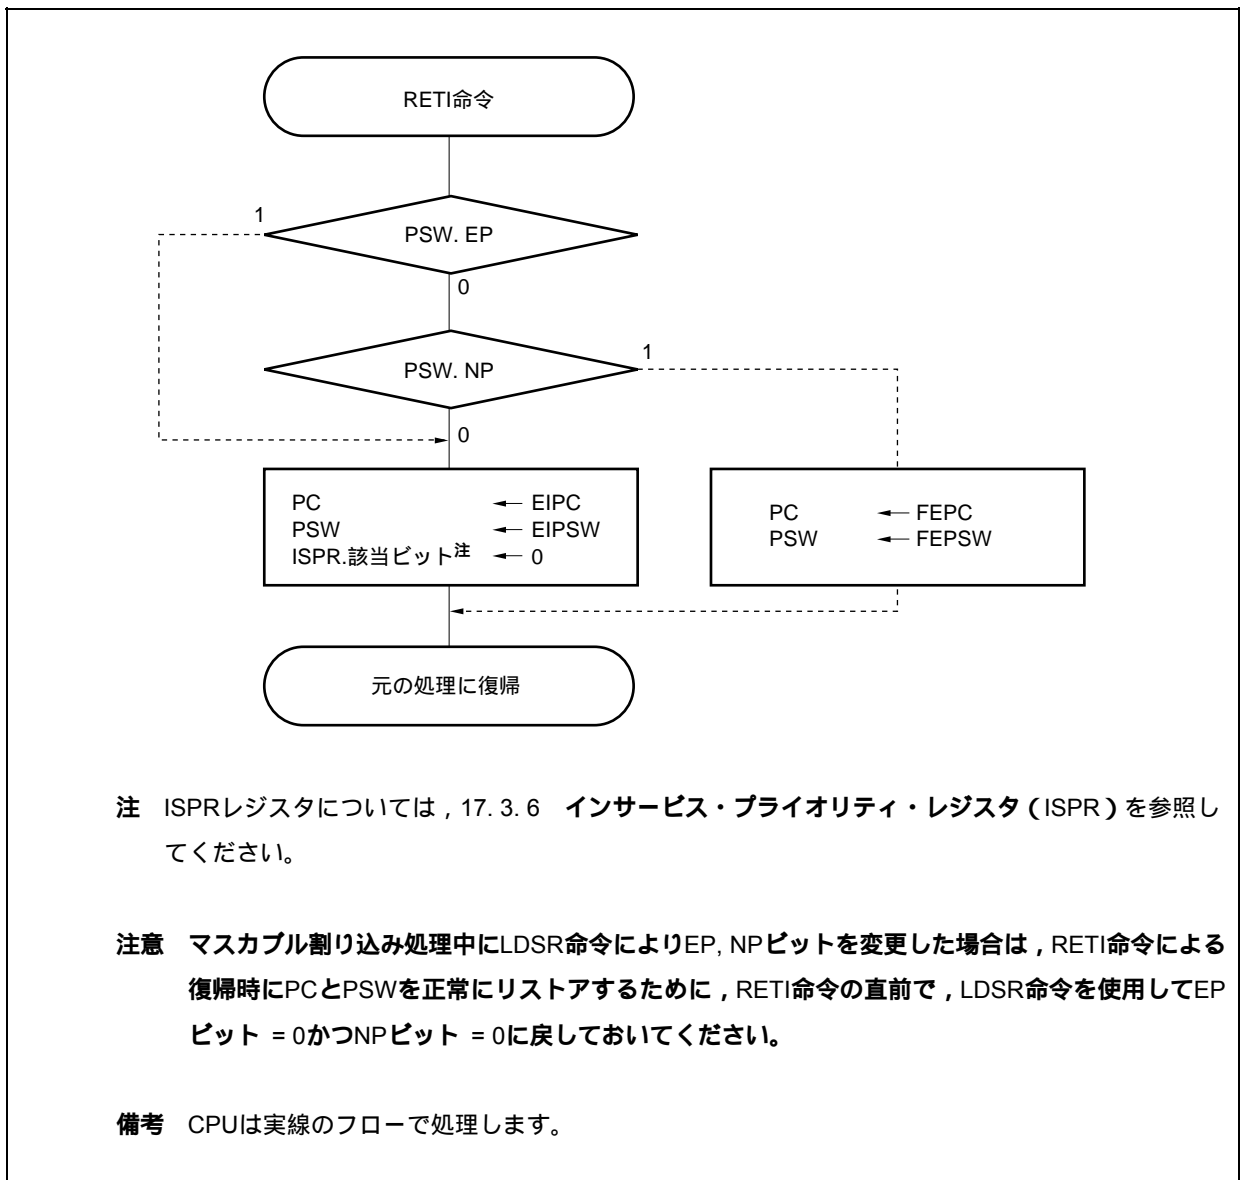 RETI命令
1
PSW. EP
0
PSW. NP
1
0
PC ← EIPC
PSW ← EIPSW
ISPR.該当ビット注 ← 0
PC ← FEPC
PSW ← FEPSW
元の処理に復帰
注 ISPRレジスタについては，17. 3. 6 インサービス・プライオリティ・レジスタ（ISPR）を参照し
てください。
注意 マスカブル割り込み処理中にLDSR命令によりEP, NPビットを変更した場合は，RETI命令による
復帰時にPCとPSWを正常にリストアするために，RETI命令の直前で，LDSR命令を使用してEP
ビット = 0かつNPビット = 0に戻しておいてください。
備考 CPUは実線のフローで処理します。